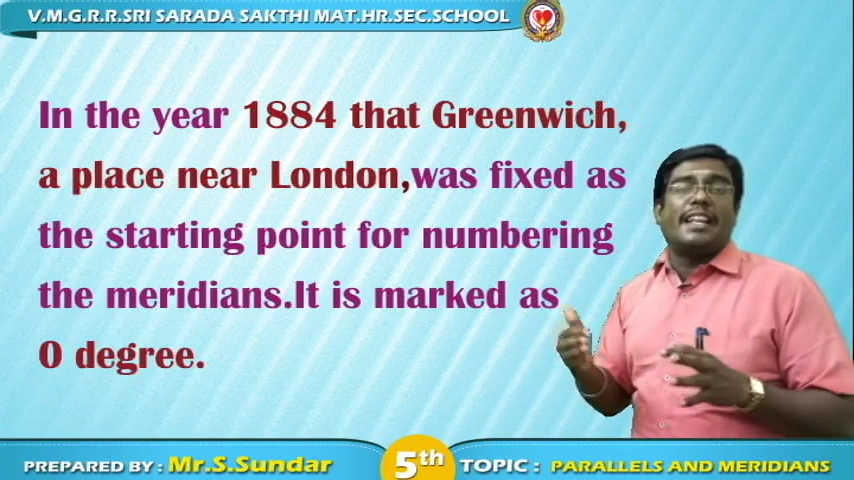 V.M.G.R.R.SRI SARADA SAKTHI MAT.HR.SEC.SCHOOL
In the year 1884 that Greenwich,
a place near London,was fixed as
the starting point for numbering
the meridians.It is marked as
0 degree.
PREPARED BY : Mr.S.Sundar
5th
TOPIC : PARALLELS AND MERIDIANS